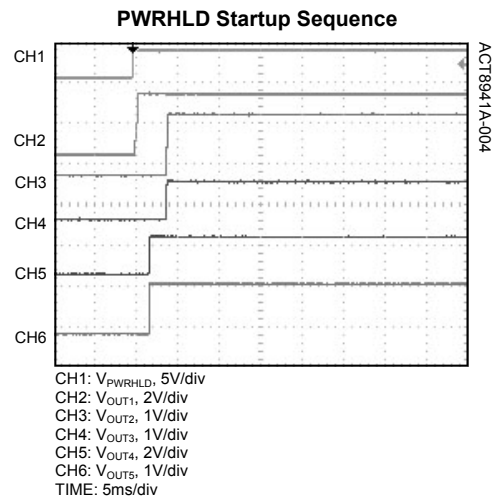 PWRHLD Startup Sequence
CH1
CH2
CH3
CH4
CH5
CH6
ACT8941A-004
CH1: VPWRHLD, 5V/div
CH2: VOUT1, 2V/div
CH3: VOUT2, 1V/div
CH4: VOUT3, 1V/div
CH5: VOUT4, 2V/div
CH6: VOUT5, 1V/div
TIME: 5ms/div